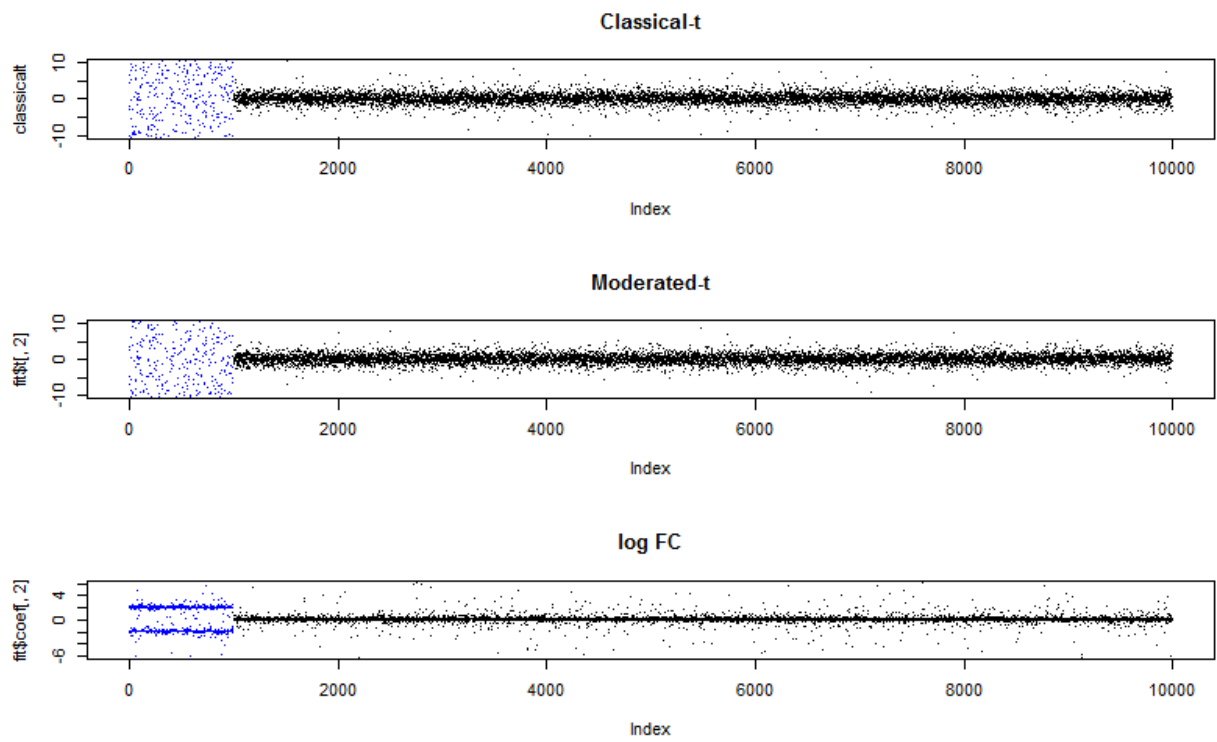 Classical-t
classicalt
10
0
-10
0 2000 4000 6000 8000 10000
Index
Moderated-t
fit$t[, 2]
10
0
-10
0 2000 4000 6000 8000 10000
Index
log FC
fit$coef[, 2]
4
0
-6
0 2000 4000 6000 8000 10000
Index